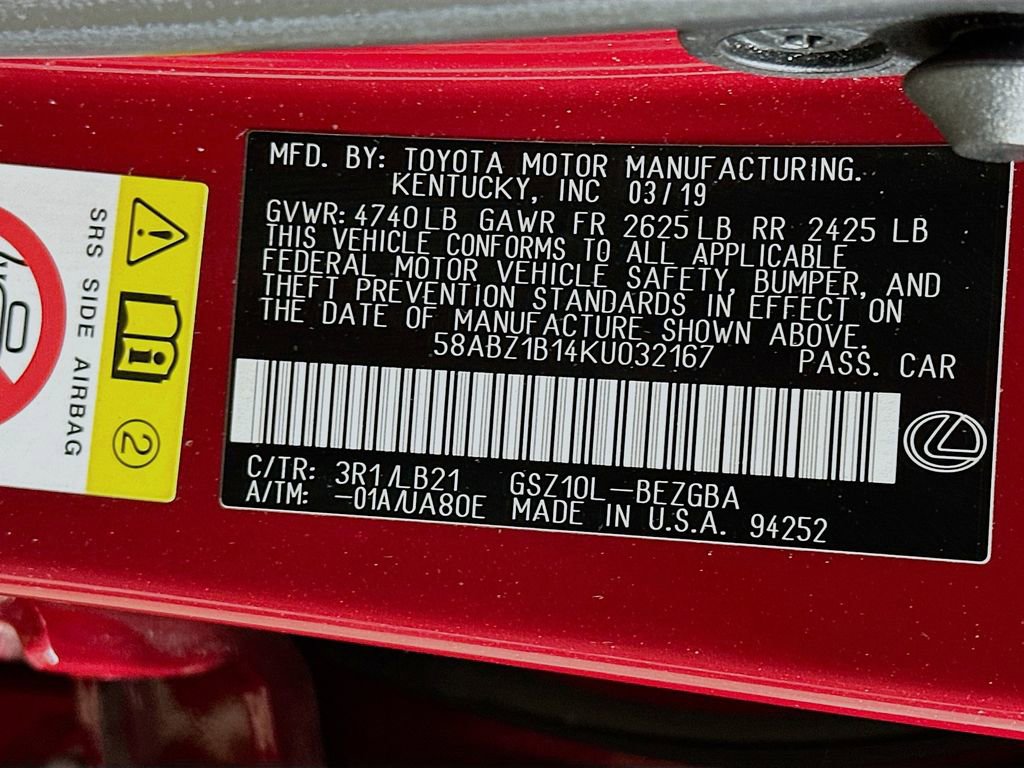 MFD. BY: TOYOTA MOTOR MANUFACTURING.
KENTUCKY, INC 03/19
GVWR: 4740LB GAWR FR 2625LB RR 2425 LB
THIS VEHICLE CONFORMS TO ALL APPLICABLE
FEDERAL MOTOR VEHICLE SAFETY, BUMPER, AND
THEFT PREVENTION STANDARDS IN EFFECT ON
THE DATE OF MANUFACTURE SHOWN ABOVE.
58ABZ1B14KU032167 PASS. CAR
C/TR: 3R1/LB21 GSZ10L-BEZGBA
A/TM: -01A/UA80E MADE IN U.S.A. 94252
SRS SIDE AIRBAG
2